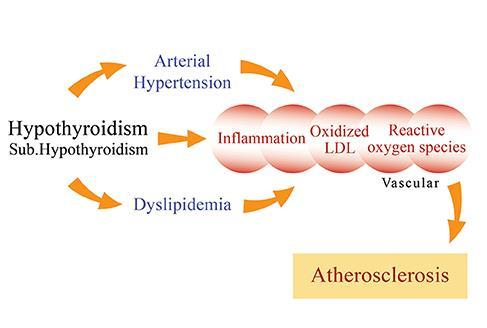 Arterial
Hypertension
Hypothyroidism
Sub.Hypothyroidism
Inflammation
Oxidized
LDL
Reactive
oxygen species
Vascular
Dyslipidemia
Atherosclerosis